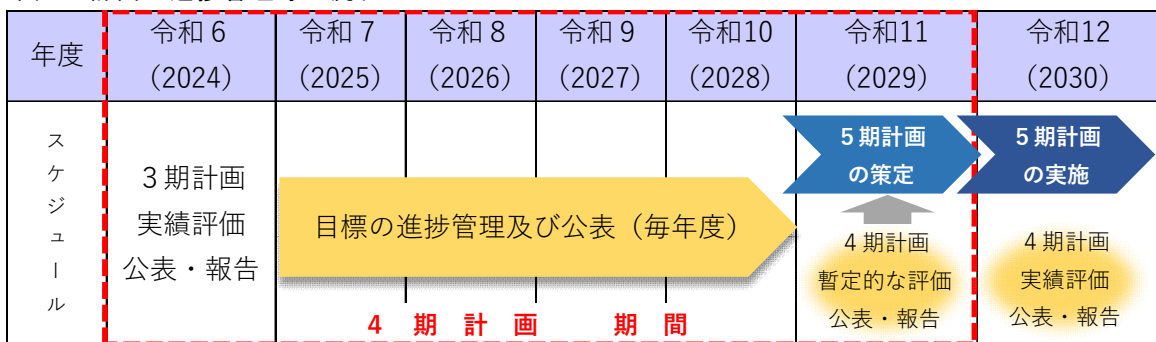 年度
令和6
(2024)
令和7
(2025)
令和8
(2026)
令和9
(2027)
令和10
(2028)
令和11
(2029)
令和12
(2030)
スケジュール
3期計画
実績評価
公表・報告
目標の進捗管理及び公表（毎年度）
4期計画 期間
5期計画
の策定
4期計画
暫定的な評価
公表・報告
5期計画
の実施
4期計画
実績評価
公表・報告